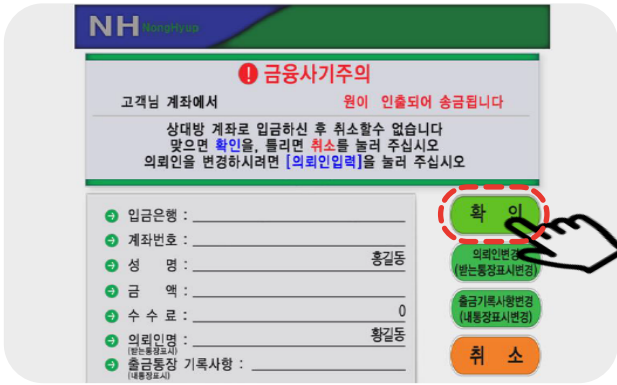 NH NongHyup
금융사기주의
고객님 계좌에서 원이 인출되어 송금됩니다
상대방 계좌로 입금하신 후 취소할수 없습니다
맞으면 확인을, 틀리면 취소를 눌러 주십시오
의뢰인을 변경하시려면 [의뢰인입력]을 눌러 주십시오
입금은행 :
계좌번호 :
성 명 : 홍길동
금 액 :
수 수 료 : 0
의뢰인명 : 황길동
(받는통장표시)
출금통장 기록사항 :
(내통장표시)
확 인
의뢰인변경
(받는통장표시변경)
출금기록사항변경
(내통장표시변경)
취 소